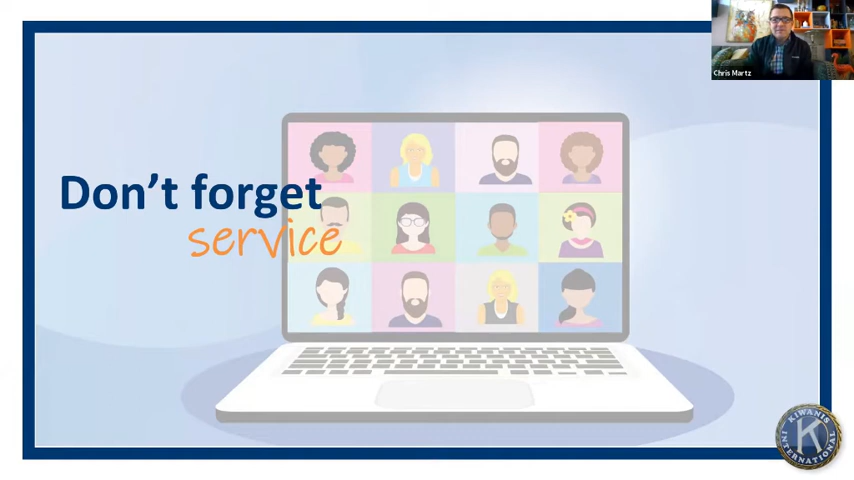 Chris Martz
Don't forget
service
KIWANIS
K
INTERNATIONAL